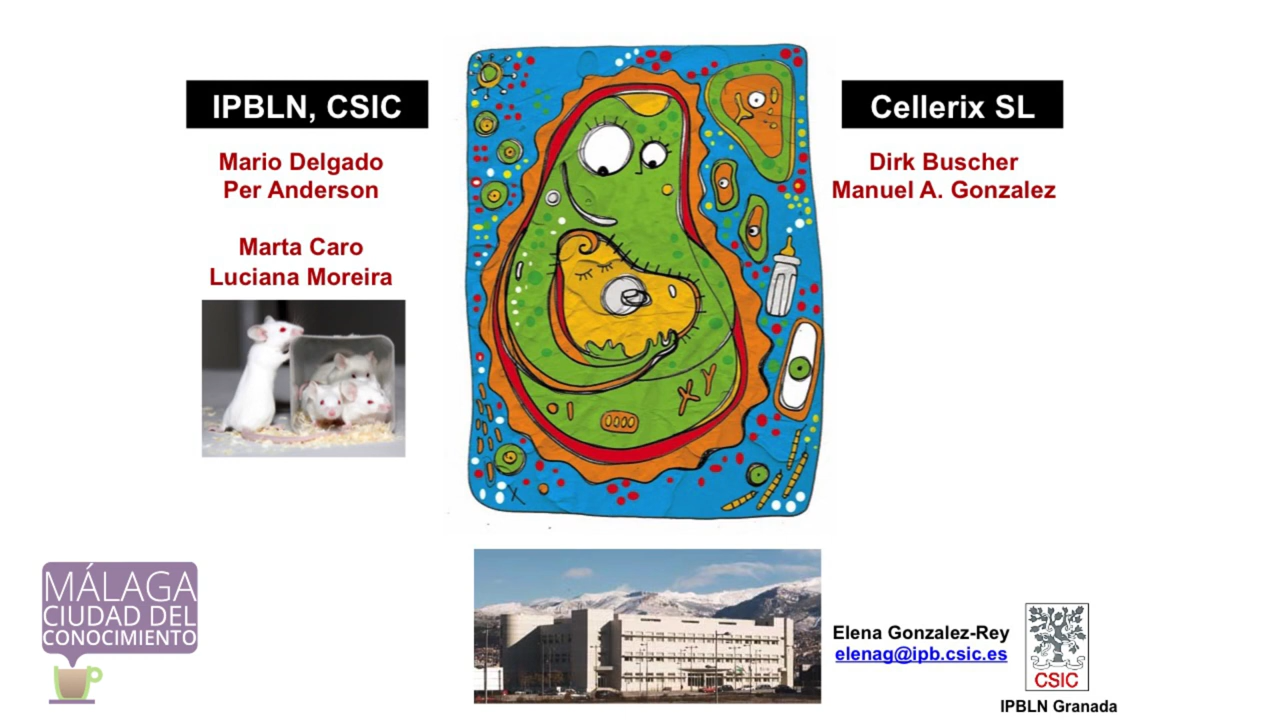 IPBLN, CSIC
Mario Delgado
Per Anderson
Marta Caro
Luciana Moreira
Cellerix SL
Dirk Buscher
Manuel A. Gonzalez
X Y
X
MÁLAGA
CIUDAD DEL
CONOCIMIENTO
Elena Gonzalez-Rey
elenag@ipb.csic.es
CSIC
IPBLN Granada